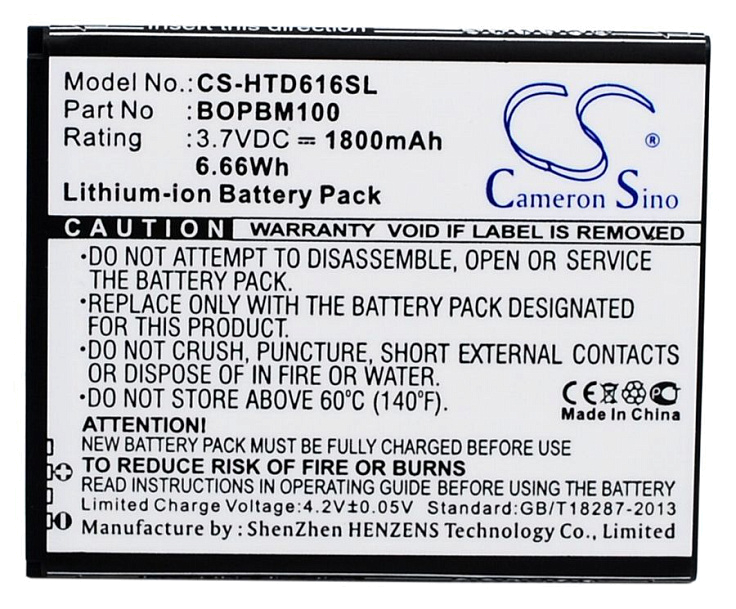 Insert this direction
Model No.: CS-HTD616SL
Part No : BOPBM100
Rating :3.7VDC ⎓ 1800mAh
6.66Wh
Lithium-ion Battery Pack
CS ®
Cameron Sino
CAUTION WARRANTY VOID IF LABEL IS REMOVED
•DO NOT ATTEMPT TO DISASSEMBLE, OPEN OR SERVICE
THE BATTERY PACK.
•REPLACE ONLY WITH THE BATTERY PACK DESIGNATED
FOR THIS PRODUCT.
•DO NOT CRUSH, PUNCTURE, SHORT EXTERNAL CONTACTS
OR DISPOSE OF IN FIRE OR WATER.
•DO NOT STORE ABOVE 60°C (140°F).
CE
Made In China
ATTENTION!
NEW BATTERY PACK MUST BE FULLY CHARGED BEFORE USE
TO REDUCE RISK OF FIRE OR BURNS
READ INSTRUCTIONS IN OPERATING GUIDE BEFORE USING THE BATTERY
Limited Charge Voltage:4.2V±0.05V Standard:GB/T18287-2013
Manufacture by : ShenZhen HENZENS Technology Co., Limited